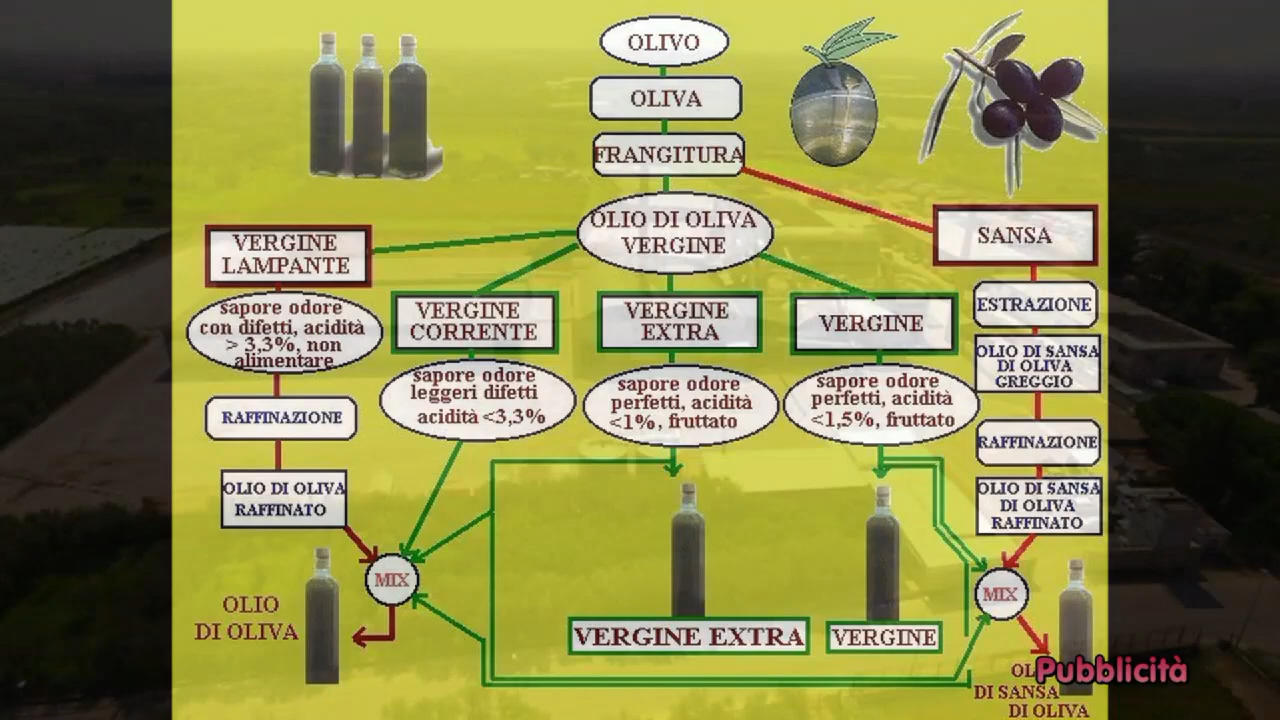 OLIVO
OLIVA
FRANGITURA
OLIO DI OLIVA
VERGINE
SANSA
VERGINE
LAMPANTE
sapore odore
con difetti, acidità
> 3,3%, non
alimentare
RAFFINAZIONE
OLIO DI OLIVA
RAFFINATO
VERGINE
CORRENTE
sapore odore
leggeri difetti
acidità <3,3%
VERGINE
EXTRA
sapore odore
perfetti, acidità
<1%, fruttato
VERGINE
sapore odore
perfetti, acidità
<1,5%, fruttato
ESTRAZIONE
OLIO DI SANSA
DI OLIVA
GREGGIO
RAFFINAZIONE
OLIO DI SANSA
DI OLIVA
RAFFINATO
MIX
MIX
OLIO
DI OLIVA
VERGINE EXTRA
VERGINE
Pubblicità
DI SANSA
DI OLIVA